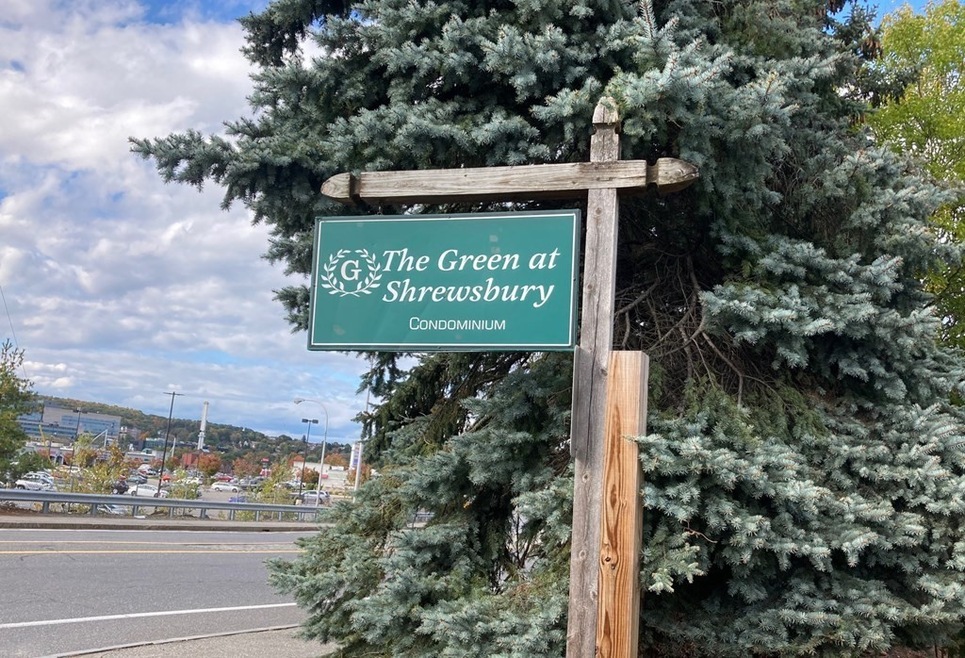 G
The Green at
Shrewsbury
CONDOMINIUM